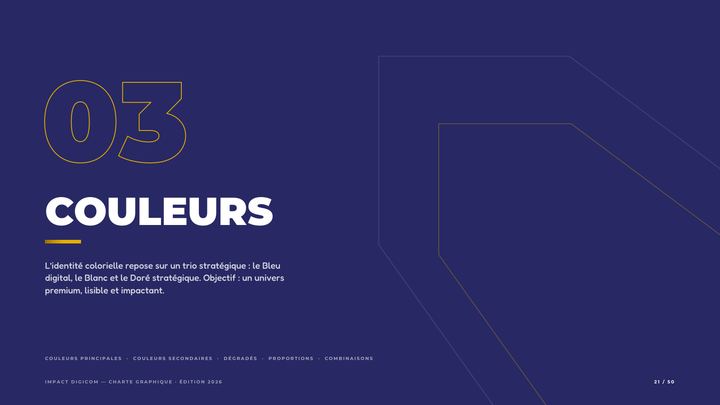 03
COULEURS
L'identité colorielle repose sur un trio stratégique : le Bleu
digital, le Blanc et le Doré stratégique. Objectif : un univers
premium, lisible et impactant.
COULEURS PRINCIPALES · COULEURS SECONDAIRES · DÉGRADÉS · PROPORTIONS · COMBINAISONS
IMPACT DIGICOM — CHARTE GRAPHIQUE · ÉDITION 2026
21 / 50